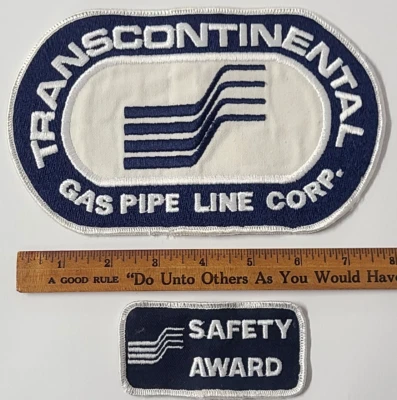 TRANSCONTINENTAL
GAS PIPE LINE CORP.
1 2 3 4 5 6 7 8
A GOOD RULE "Do Unto Others As You Would Have
SAFETY
AWARD